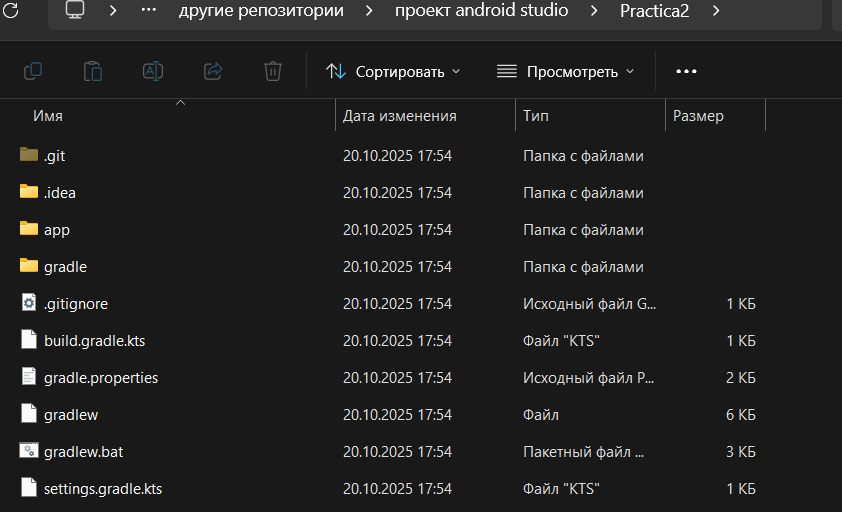 ... другие репозитории > проект android studio > Practica2 >
Сортировать Просмотреть ...
Имя Дата изменения Тип Размер
.git 20.10.2025 17:54 Папка с файлами
.idea 20.10.2025 17:54 Папка с файлами
app 20.10.2025 17:54 Папка с файлами
gradle 20.10.2025 17:54 Папка с файлами
.gitignore 20.10.2025 17:54 Исходный файл G... 1 КБ
build.gradle.kts 20.10.2025 17:54 Файл "KTS" 1 КБ
gradle.properties 20.10.2025 17:54 Исходный файл P... 2 КБ
gradlew 20.10.2025 17:54 Файл 6 КБ
gradlew.bat 20.10.2025 17:54 Пакетный файл ... 3 КБ
settings.gradle.kts 20.10.2025 17:54 Файл "KTS" 1 КБ